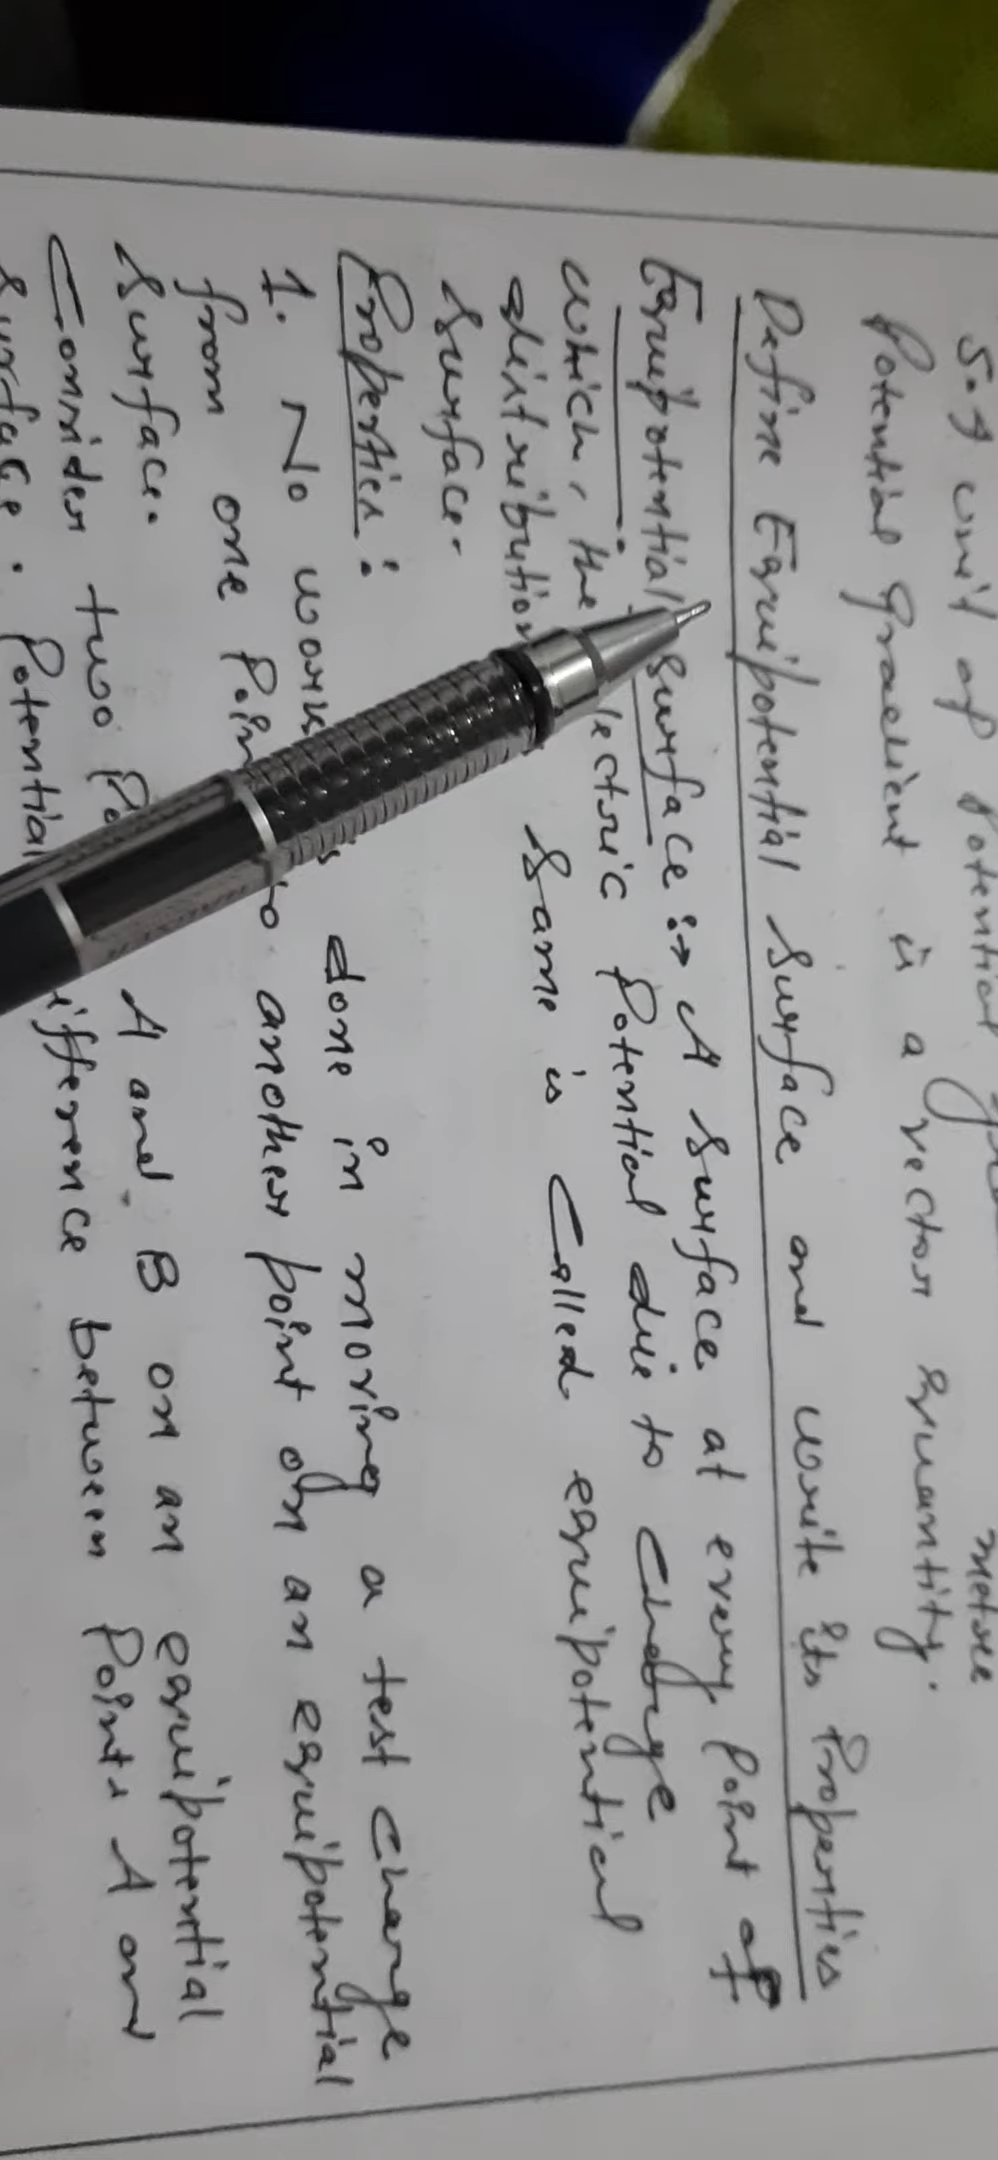 S.I unit of Potential metre
Potential gradient is a vector quantity.
Define Equipotential Surface and write its Properties
Equipotential Surface :→ A surface at every point of
which, the electric Potential due to charge
distribution Same is Called equipotential
surface.
Properties:
1. No work done in moving a test charge
from one Point to another point on an equipotential
surface.
Consider two A and B on an equipotential
surface. Potential difference between Points A and